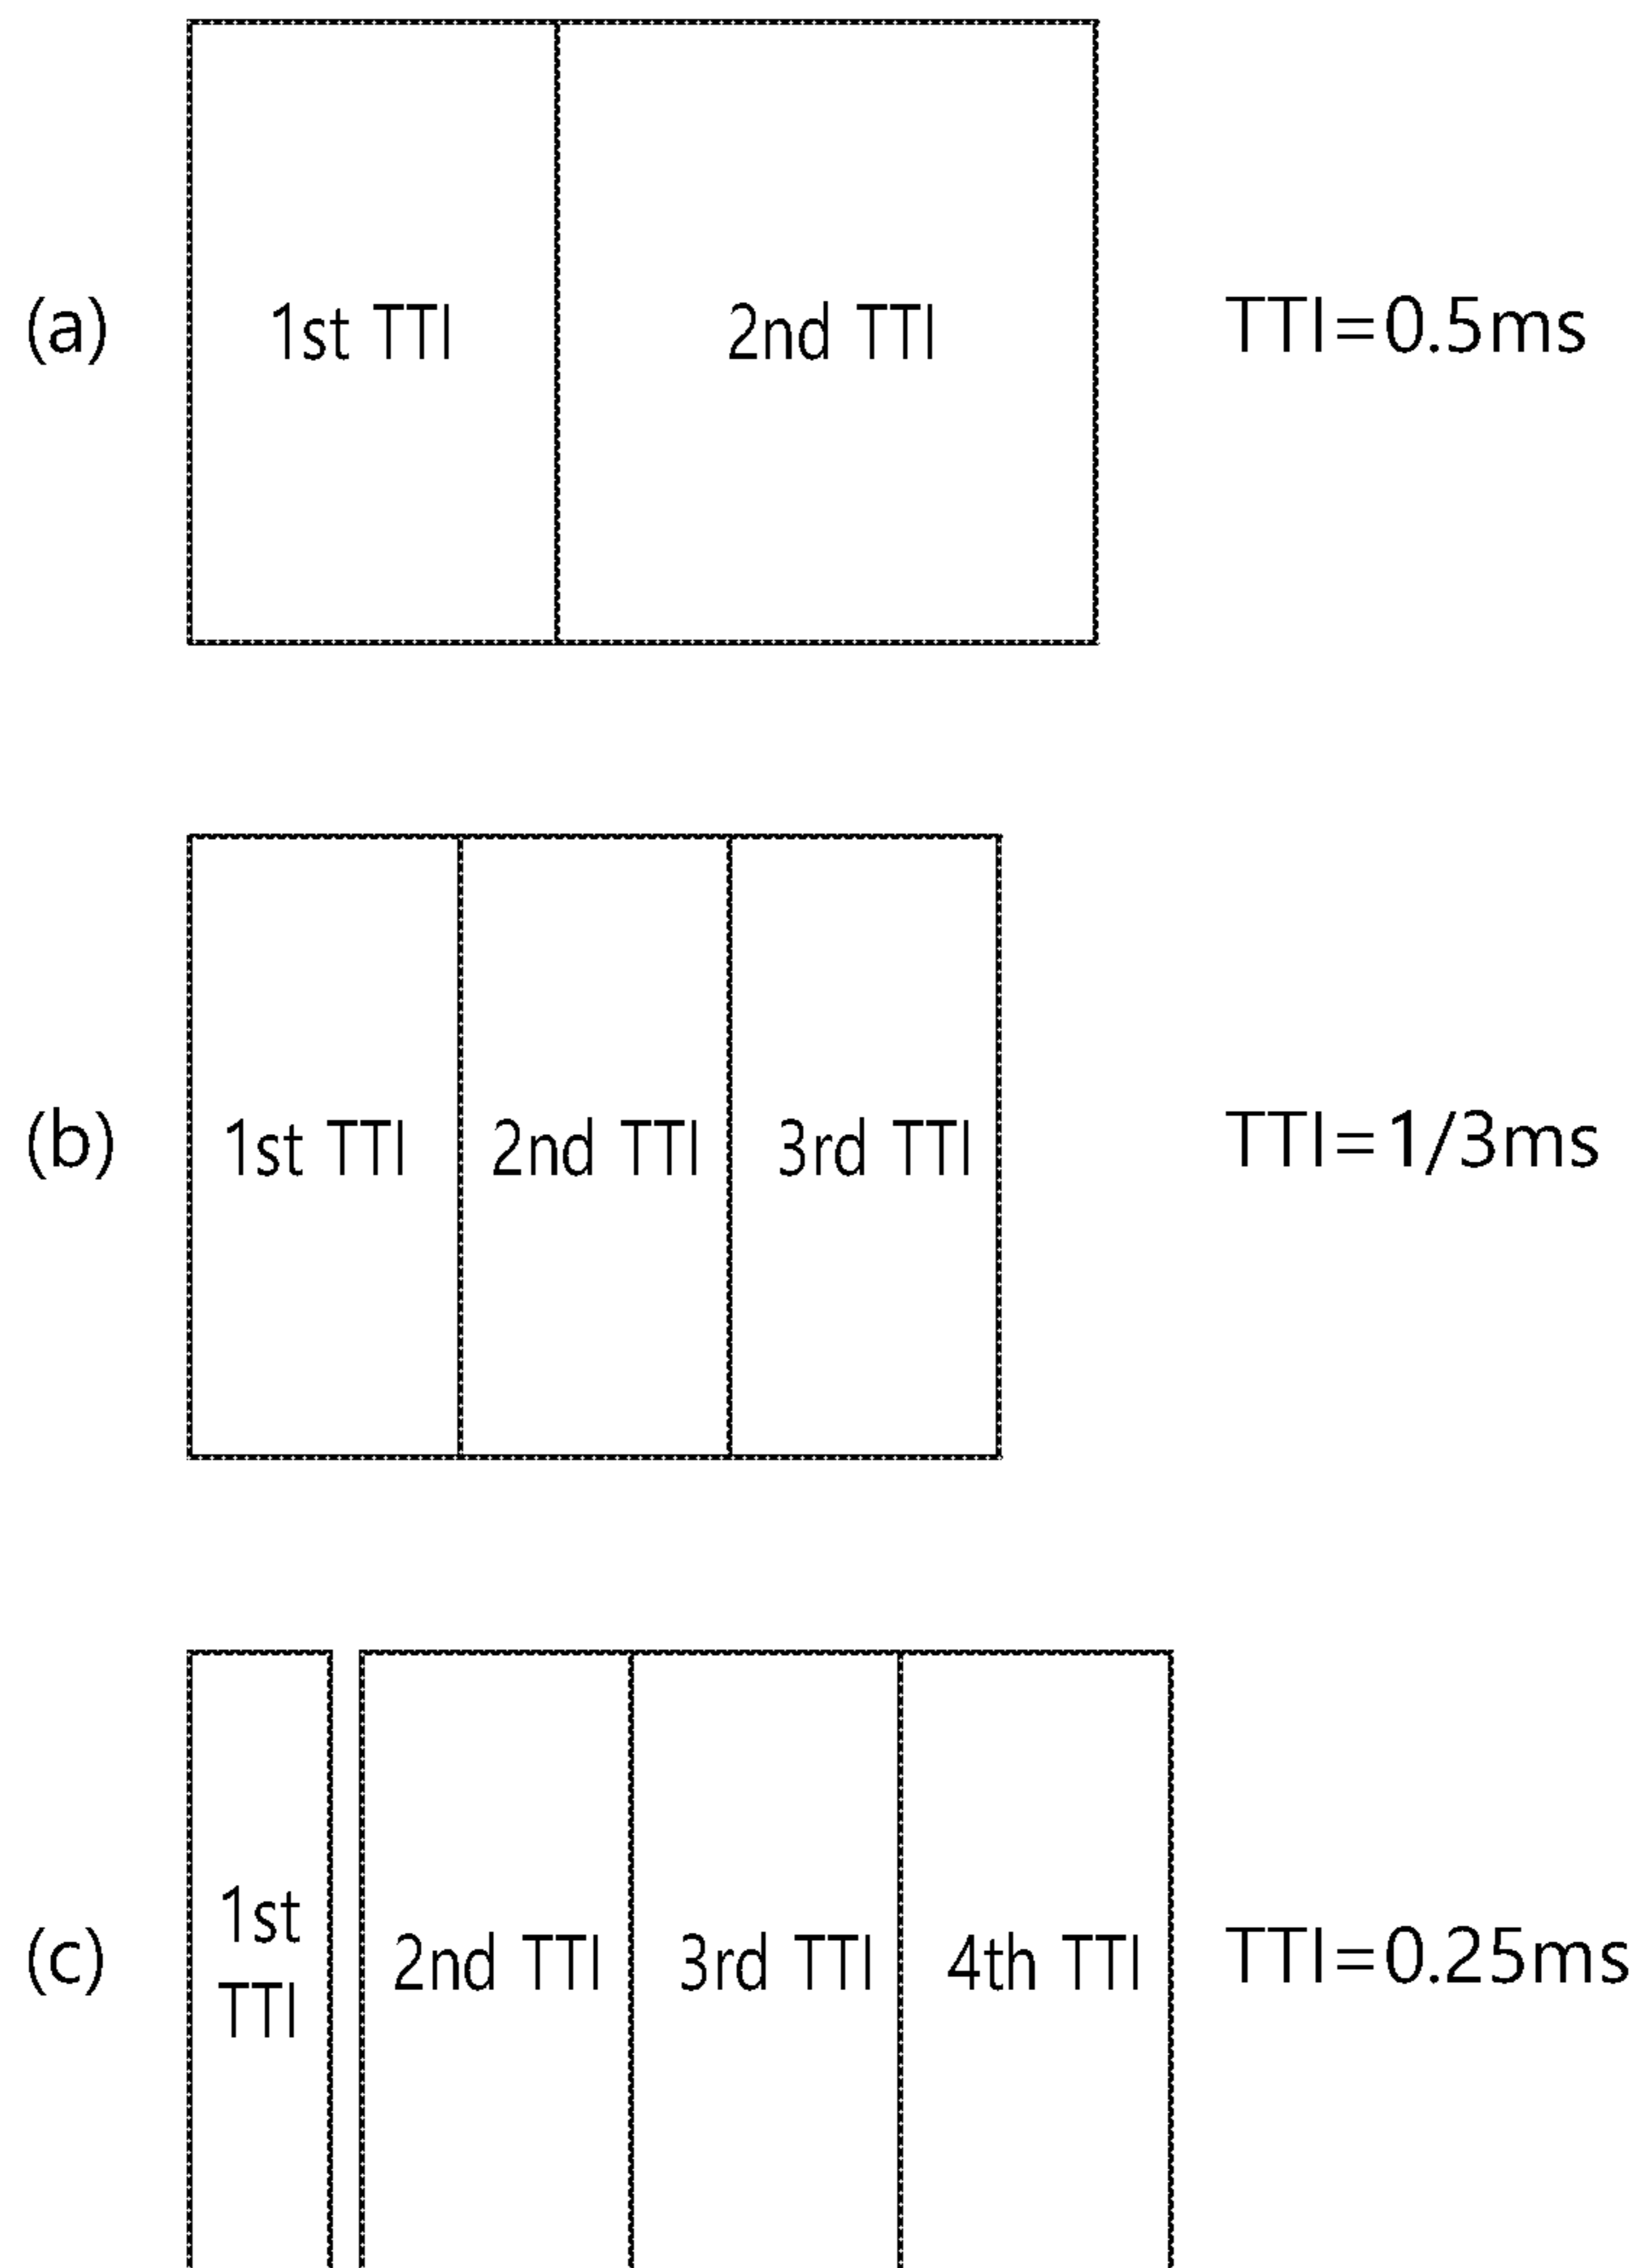 (a)
1st TTI
2nd TTI
TTI=0.5ms
(b)
1st TTI
2nd TTI
3rd TTI
TTI=1/3ms
(c)
1st
TTI
2nd TTI
3rd TTI
4th TTI
TTI=0.25ms